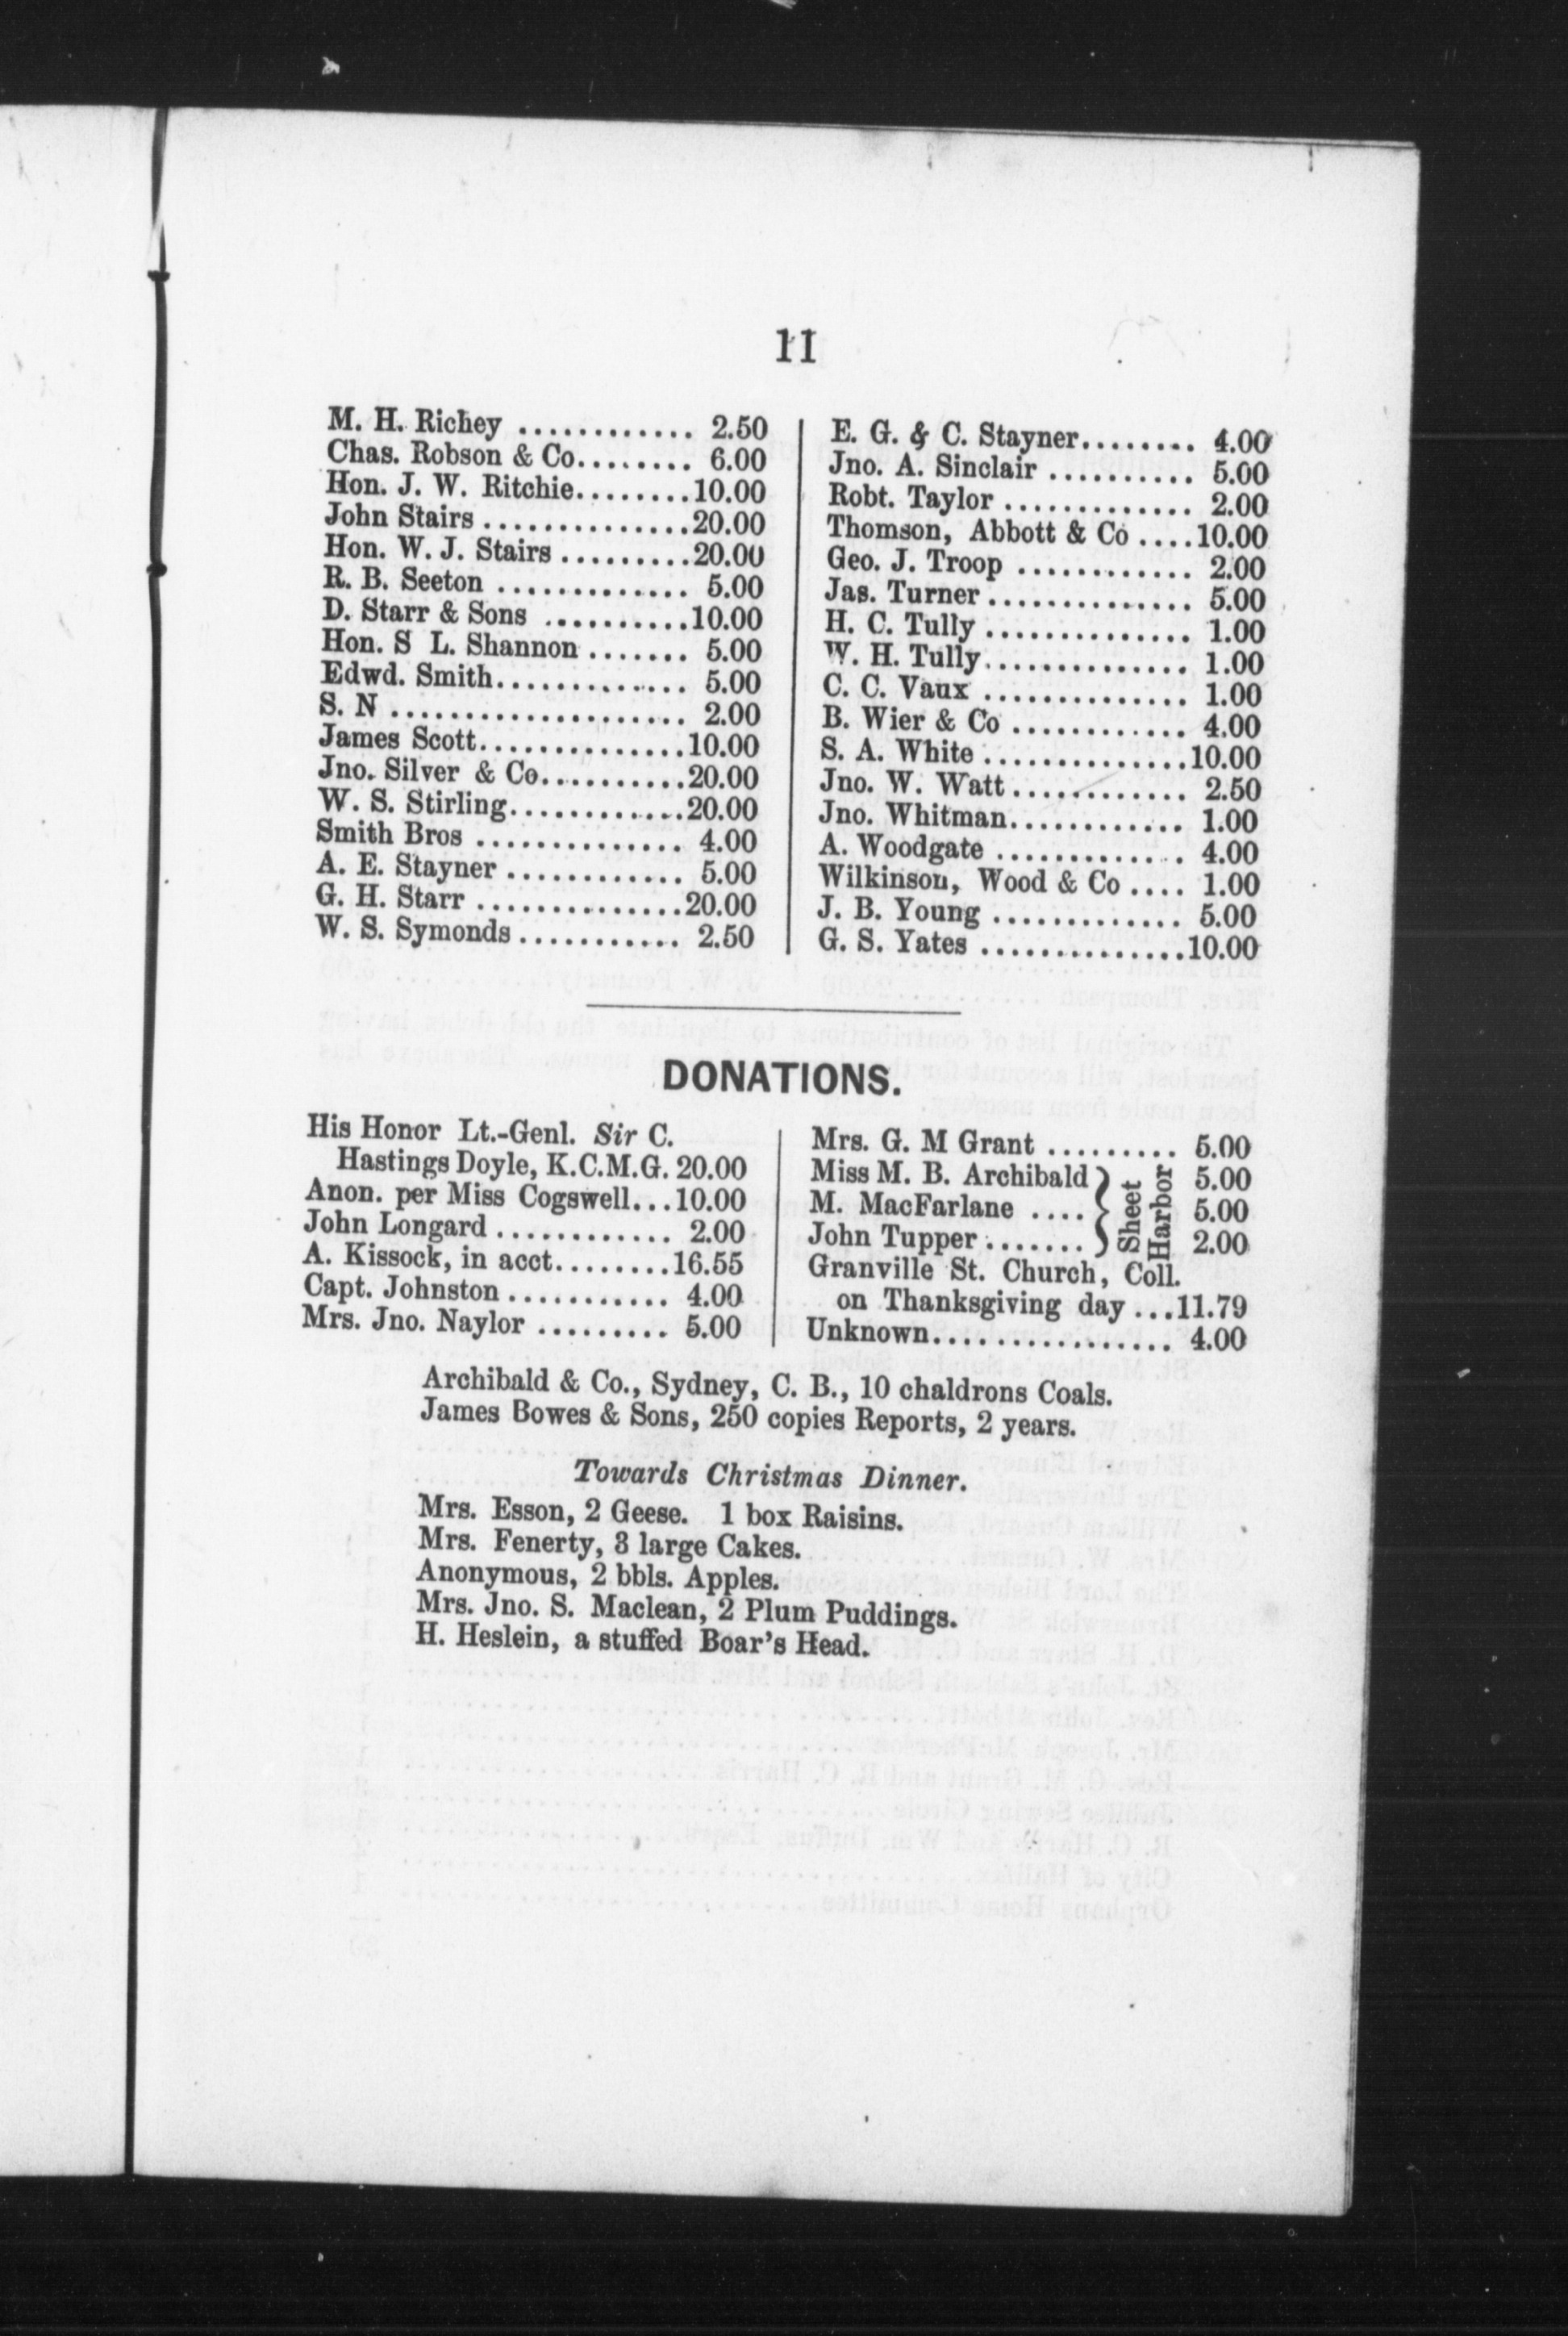 11
M. H. Richey ............ 2.50
Chas. Robson & Co........ 6.00
Hon. J. W. Ritchie........10.00
John Stairs ..............20.00
Hon. W. J. Stairs .........20.00
R. B. Seeton ............. 5.00
D. Starr & Sons ..........10.00
Hon. S L. Shannon ....... 5.00
Edwd. Smith............. 5.00
S. N .................... 2.00
James Scott..............10.00
Jno. Silver & Co..........20.00
W. S. Stirling............20.00
Smith Bros .............. 4.00
A. E. Stayner ............ 5.00
G. H. Starr ..............20.00
W. S. Symonds ........... 2.50
E. G. & C. Stayner........ 4.00
Jno. A. Sinclair .......... 5.00
Robt. Taylor ............. 2.00
Thomson, Abbott & Co ....10.00
Geo. J. Troop ............ 2.00
Jas. Turner .............. 5.00
H. C. Tully .............. 1.00
W. H. Tully.............. 1.00
C. C. Vaux .............. 1.00
B. Wier & Co ............ 4.00
S. A. White ..............10.00
Jno. W. Watt............ 2.50
Jno. Whitman............ 1.00
A. Woodgate ............. 4.00
Wilkinson, Wood & Co .... 1.00
J. B. Young ............. 5.00
G. S. Yates ..............10.00
DONATIONS.
His Honor Lt.-Genl. Sir C.
Hastings Doyle, K.C.M.G. 20.00
Anon. per Miss Cogswell...10.00
John Longard ............ 2.00
A. Kissock, in acct........16.55
Capt. Johnston ........... 4.00
Mrs. Jno. Naylor ......... 5.00
Mrs. G. M Grant ......... 5.00
Miss M. B. Archibald } Sheet Harbor 5.00
M. MacFarlane .... 5.00
John Tupper ....... 2.00
Granville St. Church, Coll.
on Thanksgiving day ...11.79
Unknown................ 4.00
Archibald & Co., Sydney, C. B., 10 chaldrons Coals.
James Bowes & Sons, 250 copies Reports, 2 years.
Towards Christmas Dinner.
Mrs. Esson, 2 Geese. 1 box Raisins.
Mrs. Fenerty, 3 large Cakes.
Anonymous, 2 bbls. Apples.
Mrs. Jno. S. Maclean, 2 Plum Puddings.
H. Heslein, a stuffed Boar's Head.